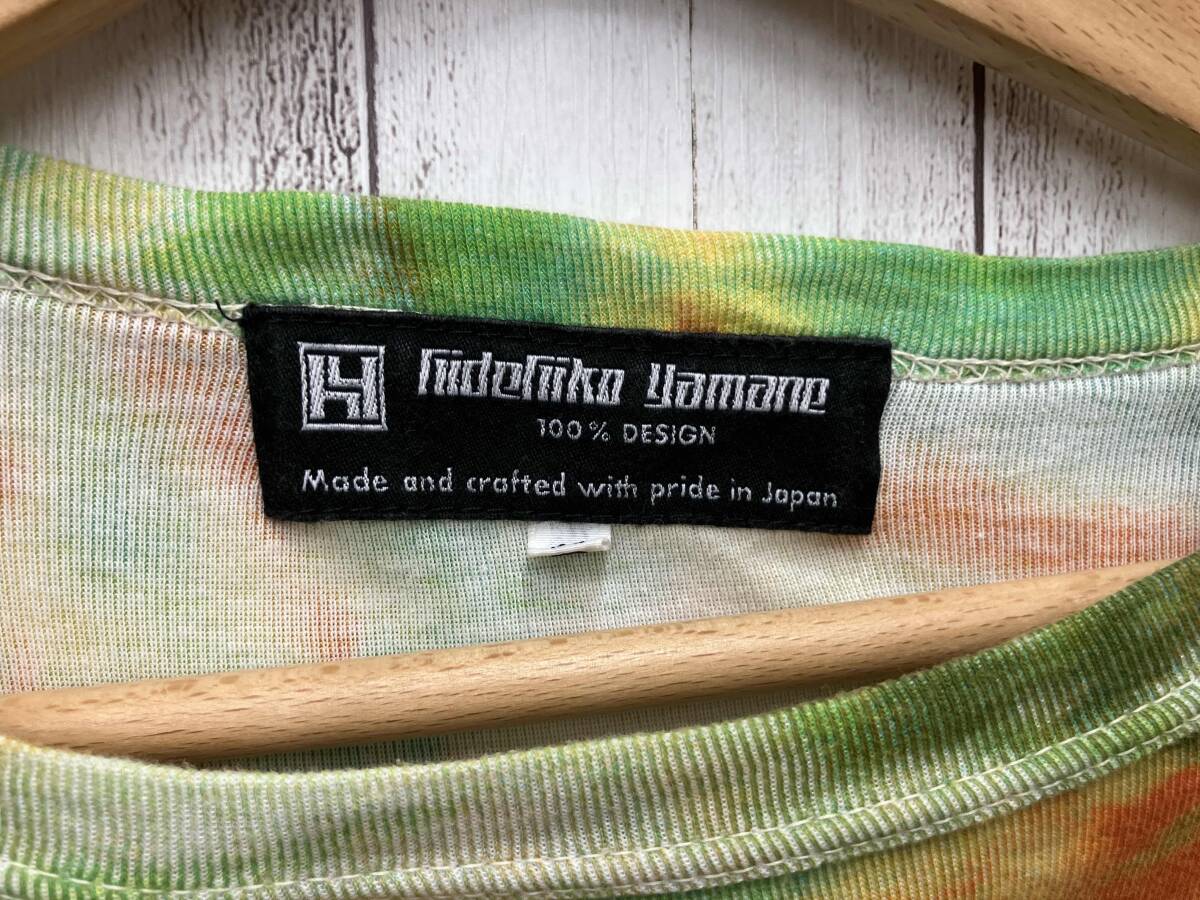 H hidehiko yamane
100% DESIGN
Made and crafted with pride in Japan